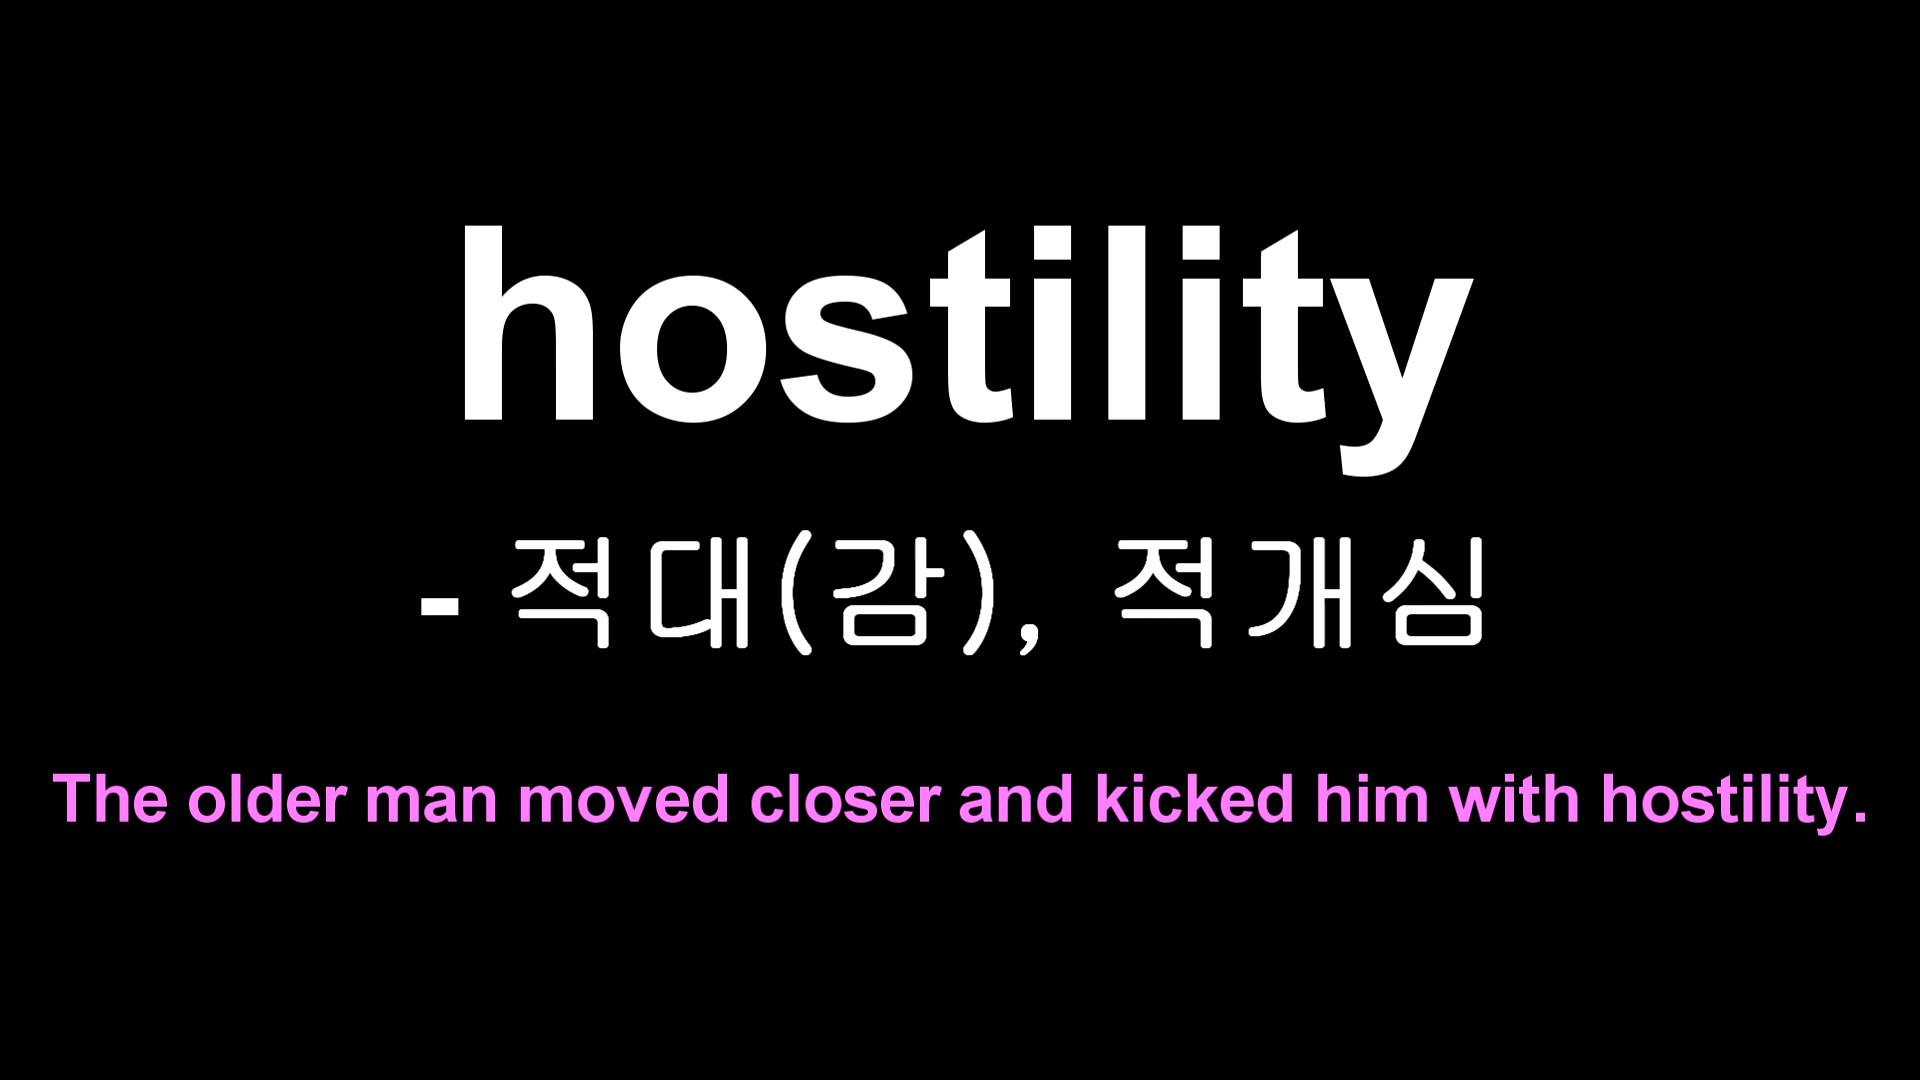 hostility
- 적대(감), 적개심
The older man moved closer and kicked him with hostility.